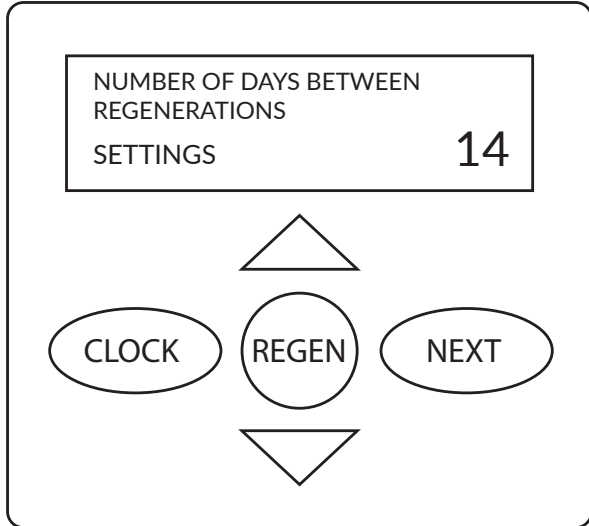 NUMBER OF DAYS BETWEEN
REGENERATIONS
SETTINGS 14
CLOCK REGEN NEXT